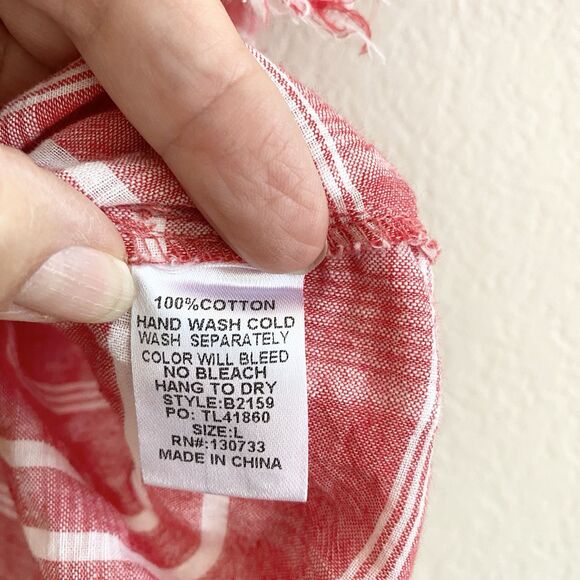 100%COTTON
HAND WASH COLD
WASH SEPARATELY
COLOR WILL BLEED
NO BLEACH
HANG TO DRY
STYLE:B2159
PO: TL41860
SIZE:L
RN#:130733
MADE IN CHINA